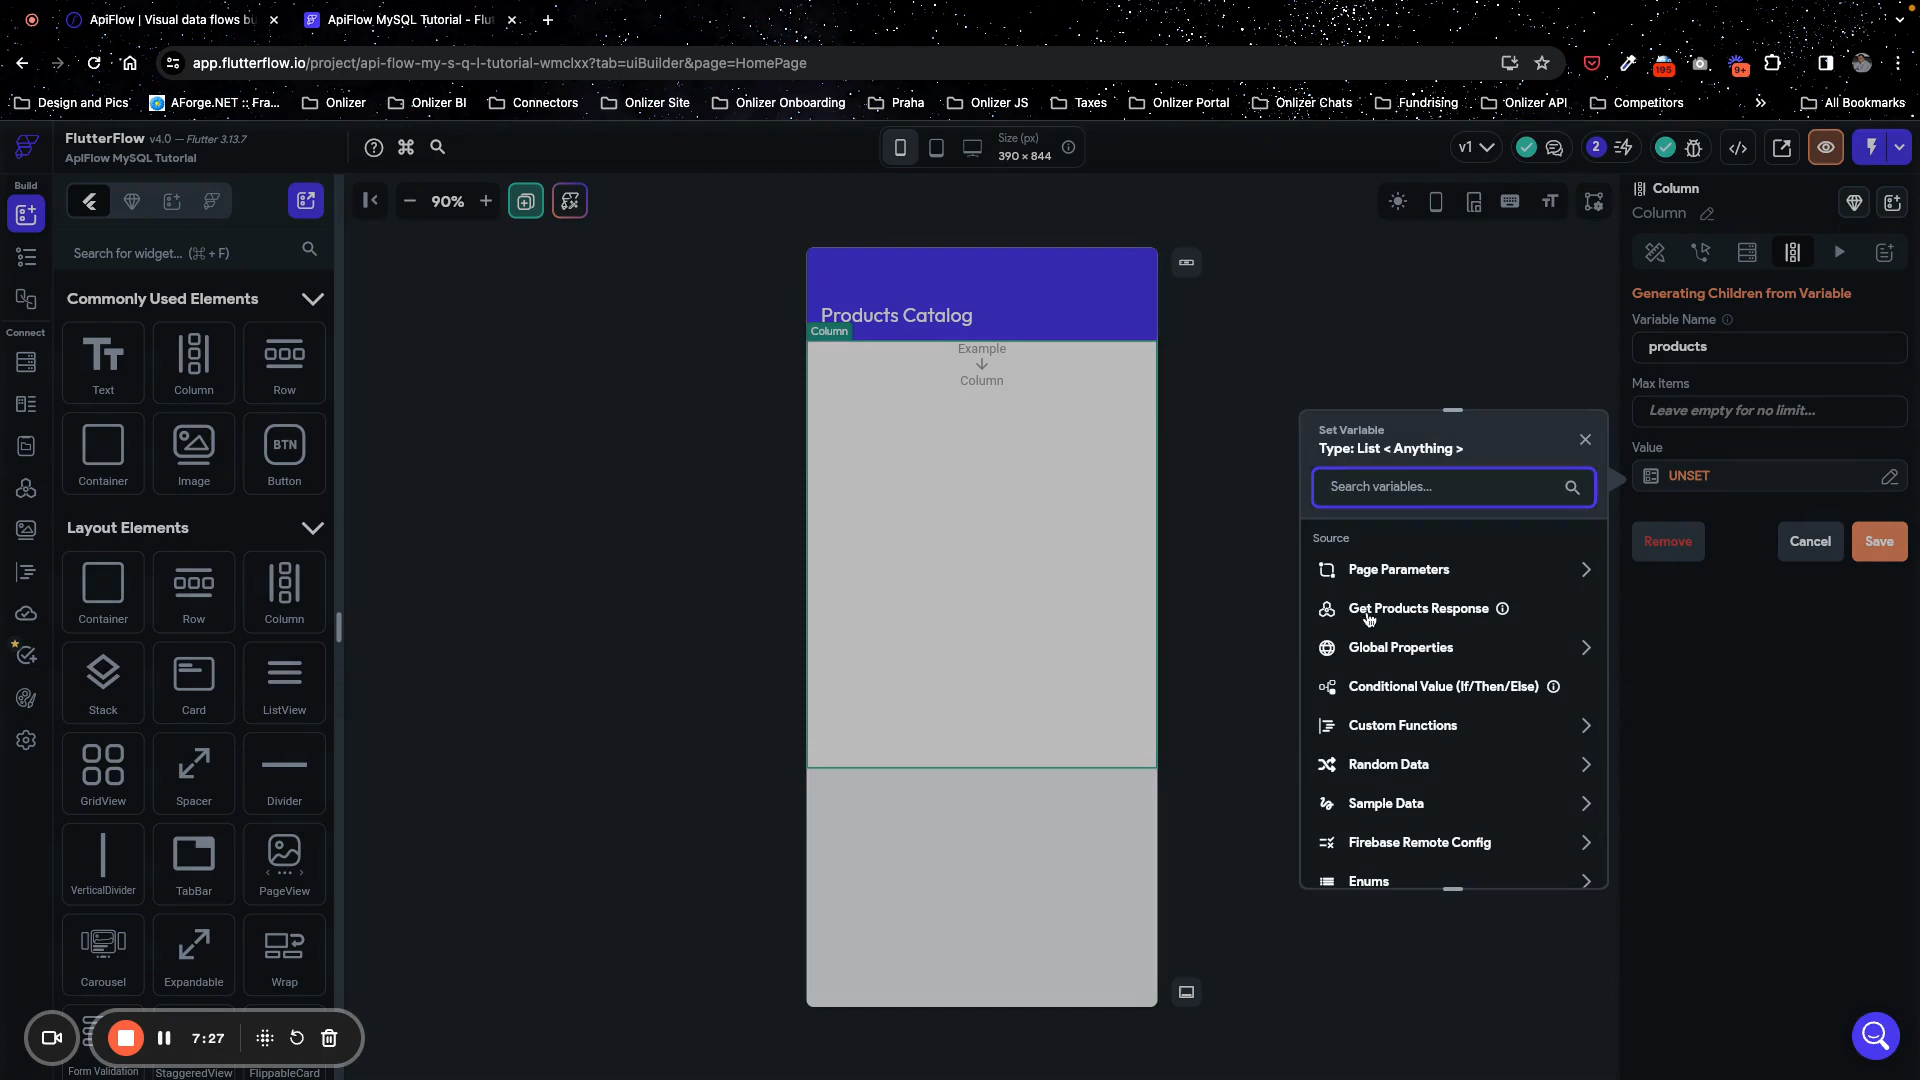 ApiFlow | Visual data flows bu
ApiFlow MySQL Tutorial - Flut
app.flutterflow.io/project/api-flow-my-s-q-l-tutorial-wmclxx?tab=uiBuilder&page=HomePage
195
9+
Design and Pics
AForge.NET :: Fra...
Onlizer
Onlizer BI
Connectors
Onlizer Site
Onlizer Onboarding
Praha
Onlizer JS
Taxes
Onlizer Portal
Onlizer Chats
Fundrising
Onlizer API
Competitors
All Bookmarks
FlutterFlow v4.0 — Flutter 3.13.7
ApiFlow MySQL Tutorial
Size (px)
390 × 844
v1
2
Build
Connect
90%
Search for widget... (⌘ + F)
Commonly Used Elements
Text
Column
Row
Container
Image
BTN
Button
Layout Elements
Container
Row
Column
Stack
Card
ListView
GridView
Spacer
Divider
VerticalDivider
TabBar
PageView
Carousel
Expandable
Wrap
Form Validation
StaggeredView
FlippableCard
7:27
Products Catalog
Column
Example
Column
Set Variable
Type: List < Anything >
Search variables...
Source
Page Parameters
Get Products Response
Global Properties
Conditional Value (If/Then/Else)
Custom Functions
Random Data
Sample Data
Firebase Remote Config
Enums
Column
Column
Generating Children from Variable
Variable Name
products
Max Items
Leave empty for no limit...
Value
UNSET
Remove
Cancel
Save